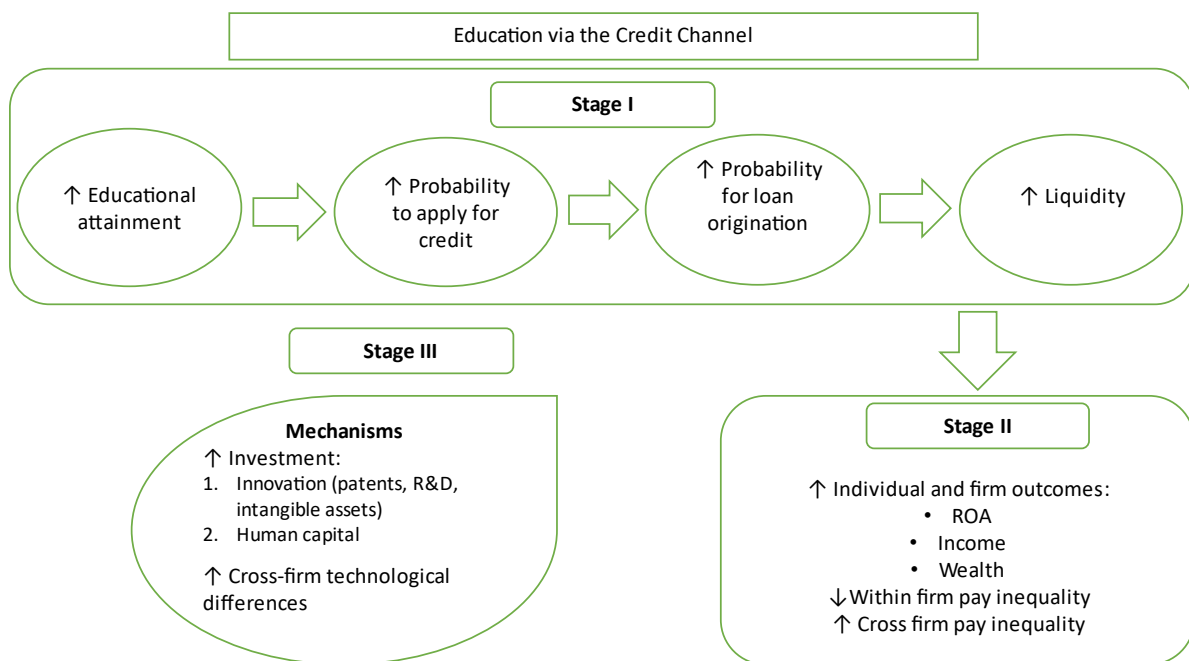 Education via the Credit Channel
Stage I
↑ Educational
attainment
↑ Probability
to apply for
credit
↑ Probability
for loan
origination
↑ Liquidity
Stage III
Mechanisms
↑ Investment:
1. Innovation (patents, R&D,
intangible assets)
2. Human capital
↑ Cross-firm technological
differences
Stage II
↑ Individual and firm outcomes:
• ROA
• Income
• Wealth
↓Within firm pay inequality
↑ Cross firm pay inequality